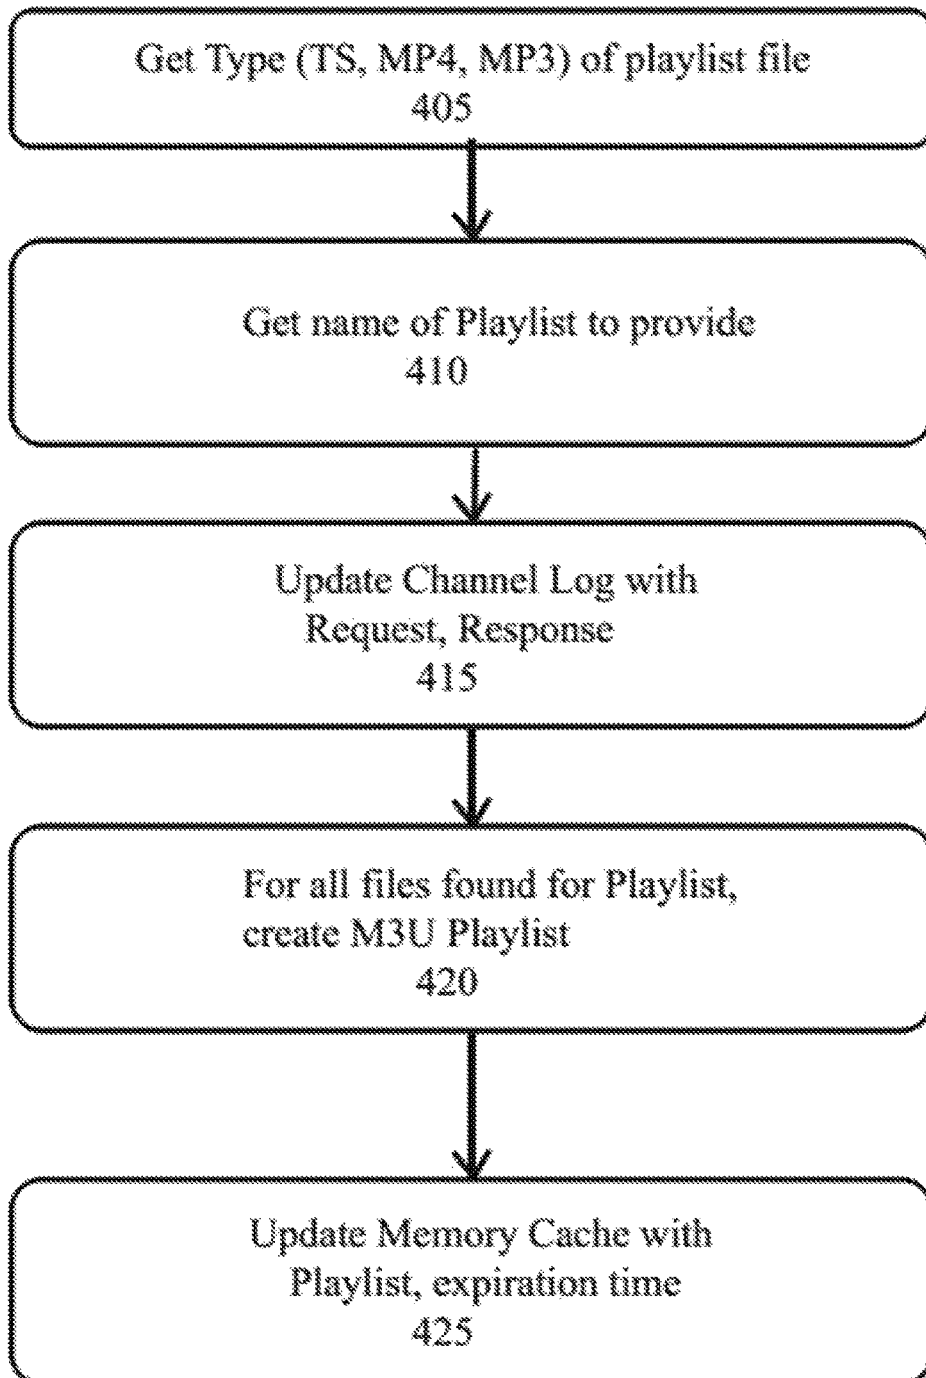 Get Type (TS, MP4, MP3) of playlist file
405
Get name of Playlist to provide
410
Update Channel Log with
Request, Response
415
For all files found for Playlist,
create M3U Playlist
420
Update Memory Cache with
Playlist, expiration time
425